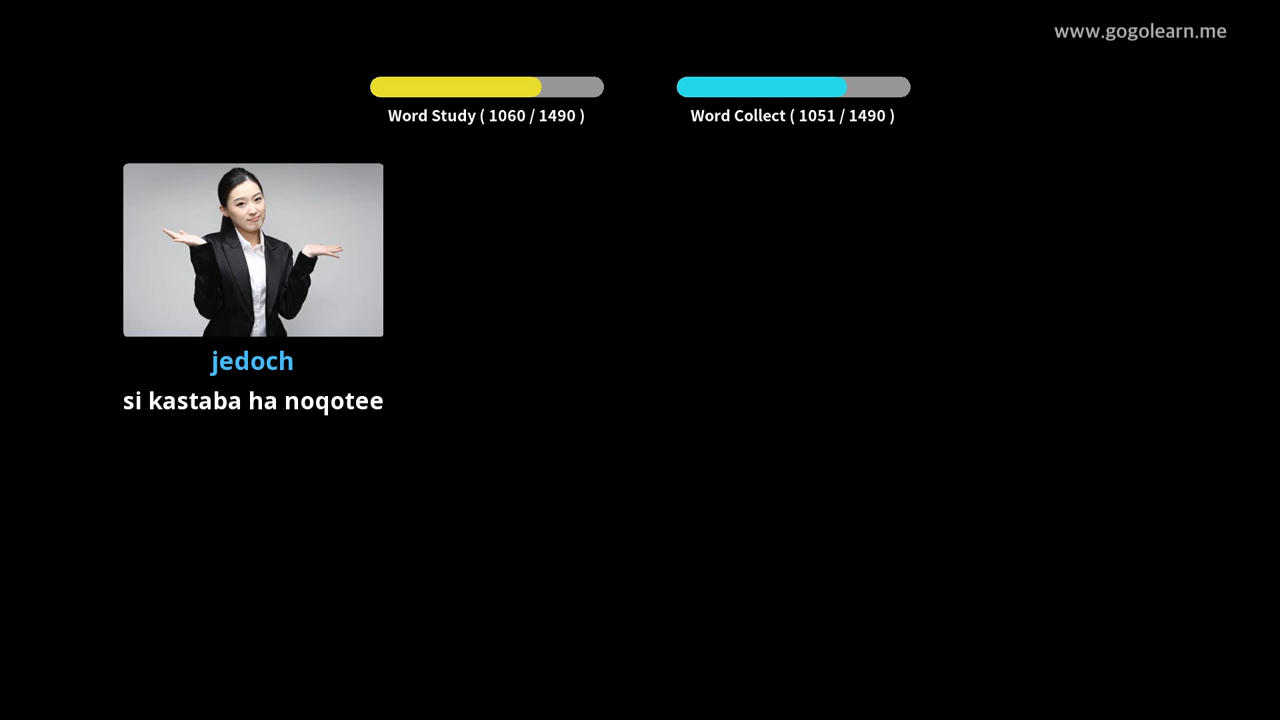 www.gogolearn.me
Word Study ( 1060 / 1490 )
Word Collect ( 1051 / 1490 )
jedoch
si kastaba ha noqotee